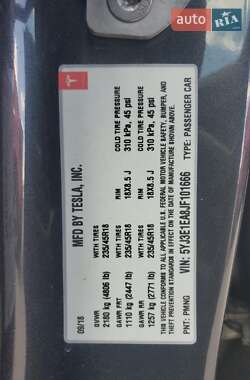 AUTO RIA
MFD BY TESLA, INC.
09/18
WITH TIRES RIM COLD TIRE PRESSURE
GVWR 2180 kg (4806 lb) 235/45R18 18X8.5 J 310 kPa, 45 psi
WITH TIRES RIM COLD TIRE PRESSURE
GAWR FRT 1110 kg (2447 lb) 235/45R18 18X8.5 J 310 kPa, 45 psi
WITH TIRES RIM COLD TIRE PRESSURE
GAWR RR 1257 kg (2771 lb) 235/45R18 18X8.5 J 310 kPa, 45 psi
THIS VEHICLE CONFORMS TO ALL APPLICABLE U.S. FEDERAL MOTOR VEHICLE SAFETY, BUMPER, AND
THEFT PREVENTION STANDARDS IN EFFECT ON THE DATE OF MANUFACTURE SHOWN ABOVE.
VIN: 5YJ3E1EA8JF101666
PNT: PMNG TYPE: PASSENGER CAR